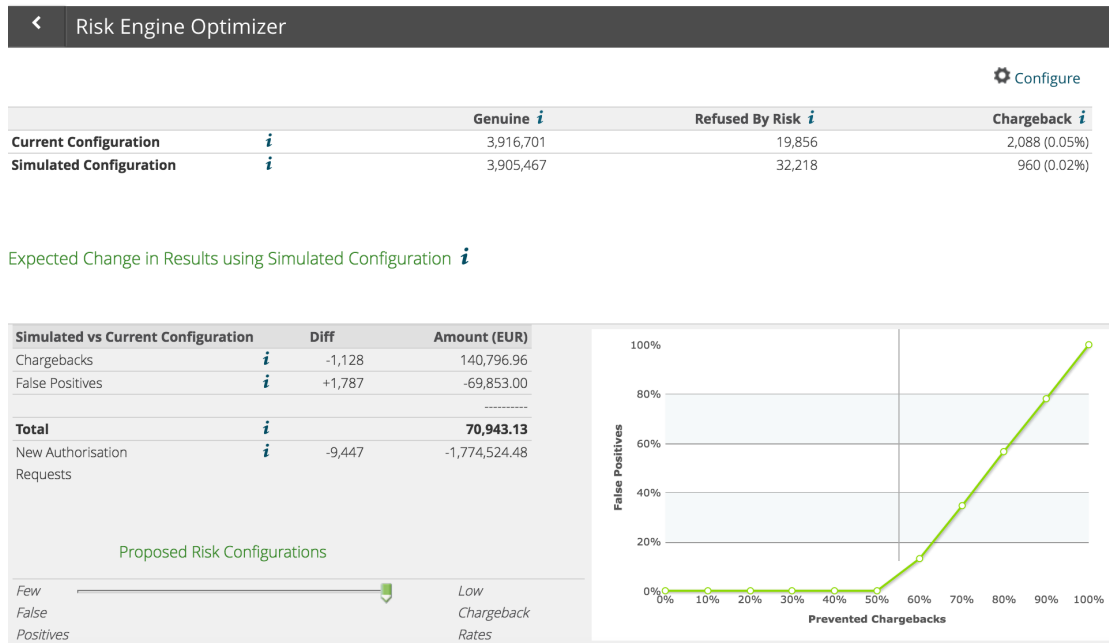 Risk Engine Optimizer
Configure
Genuine i Refused By Risk i Chargeback i
Current Configuration i 3,916,701 19,856 2,088 (0.05%)
Simulated Configuration i 3,905,467 32,218 960 (0.02%)
Expected Change in Results using Simulated Configuration i
Simulated vs Current Configuration Diff Amount (EUR)
Chargebacks i -1,128 140,796.96
False Positives i +1,787 -69,853.00
----------
Total i 70,943.13
New Authorisation i -9,447 -1,774,524.48
Requests
Proposed Risk Configurations
Few Low
False Chargeback
Positives Rates
100%
80%
60%
40%
20%
0%
False Positives
0% 10% 20% 30% 40% 50% 60% 70% 80% 90% 100%
Prevented Chargebacks